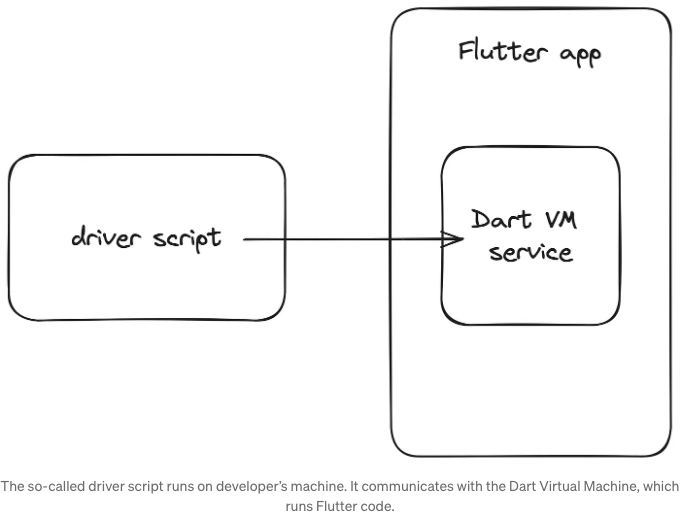 Flutter app
driver script
Dart VM
service
The so-called driver script runs on developer's machine. It communicates with the Dart Virtual Machine, which
runs Flutter code.